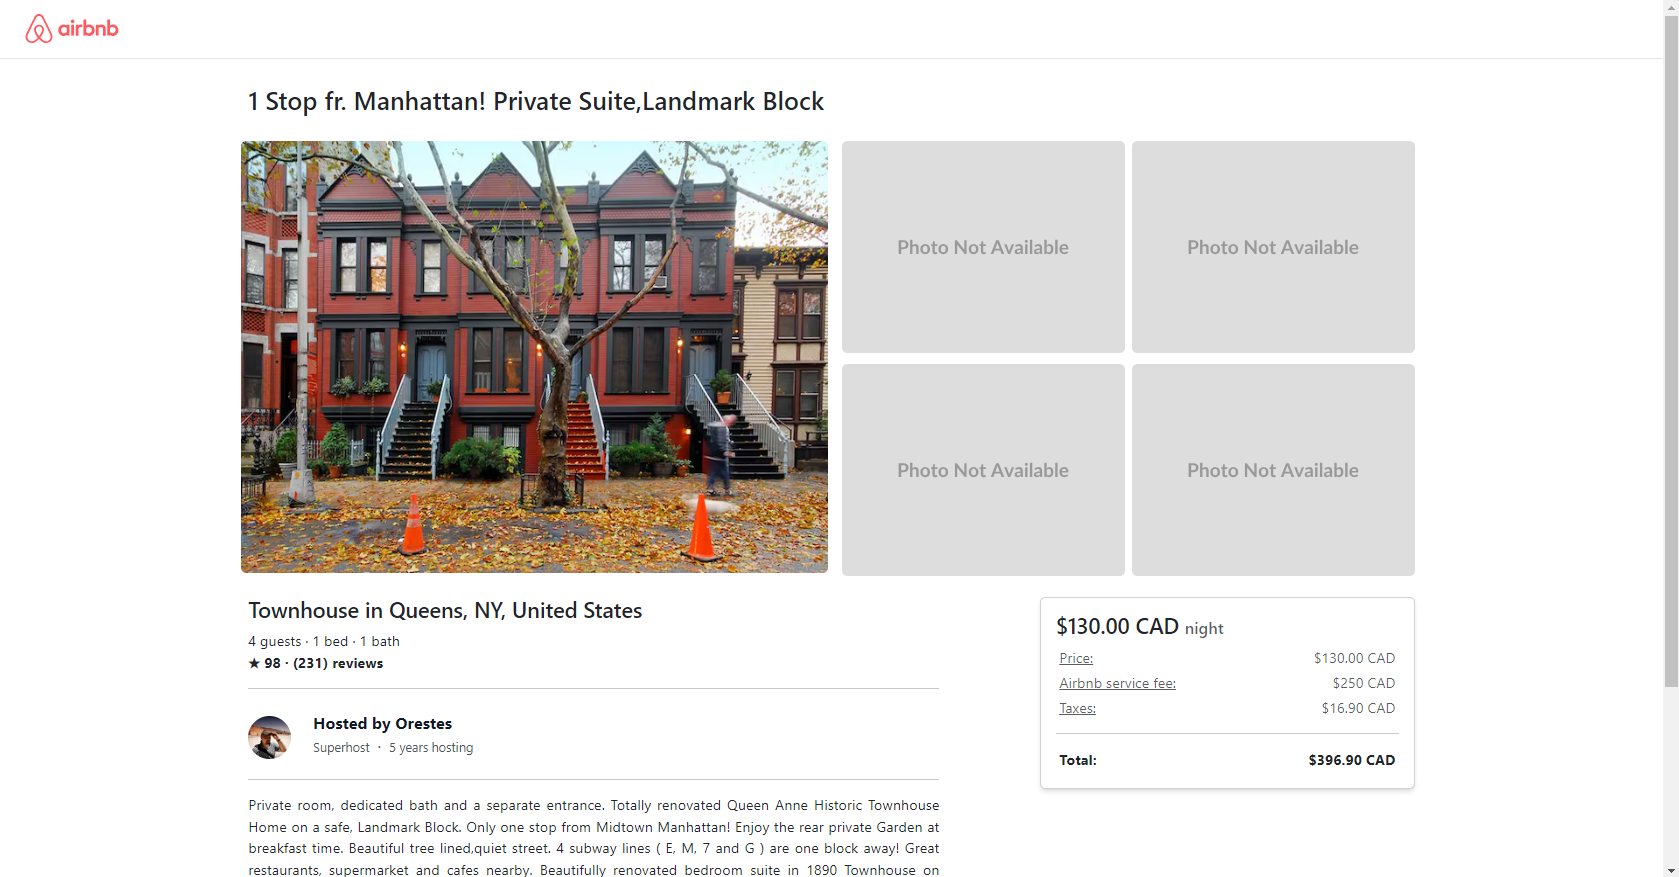 airbnb
1 Stop fr. Manhattan! Private Suite,Landmark Block
Photo Not Available
Photo Not Available
Photo Not Available
Photo Not Available
Townhouse in Queens, NY, United States
4 guests · 1 bed · 1 bath
★ 98 · (231) reviews
Hosted by Orestes
Superhost · 5 years hosting
Private room, dedicated bath and a separate entrance. Totally renovated Queen Anne Historic Townhouse
Home on a safe, Landmark Block. Only one stop from Midtown Manhattan! Enjoy the rear private Garden at
breakfast time. Beautiful tree lined,quiet street. 4 subway lines ( E, M, 7 and G ) are one block away! Great
restaurants, supermarket and cafes nearby. Beautifully renovated bedroom suite in 1890 Townhouse on
$130.00 CAD night
Price: $130.00 CAD
Airbnb service fee: $250 CAD
Taxes: $16.90 CAD
Total: $396.90 CAD